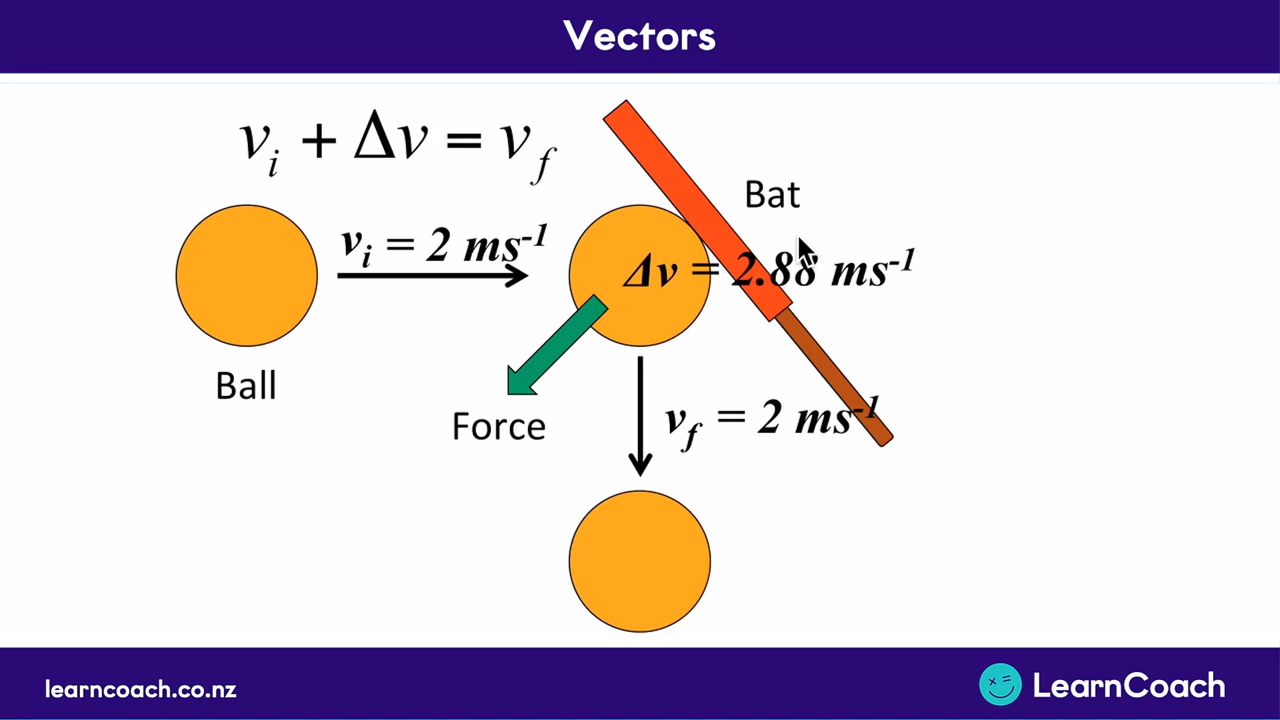 Vectors
vi + Δv = vf
Bat
vi = 2 ms-1
Δv = 2.88 ms-1
Ball
Force
vf = 2 ms-1
learncoach.co.nz
LearnCoach